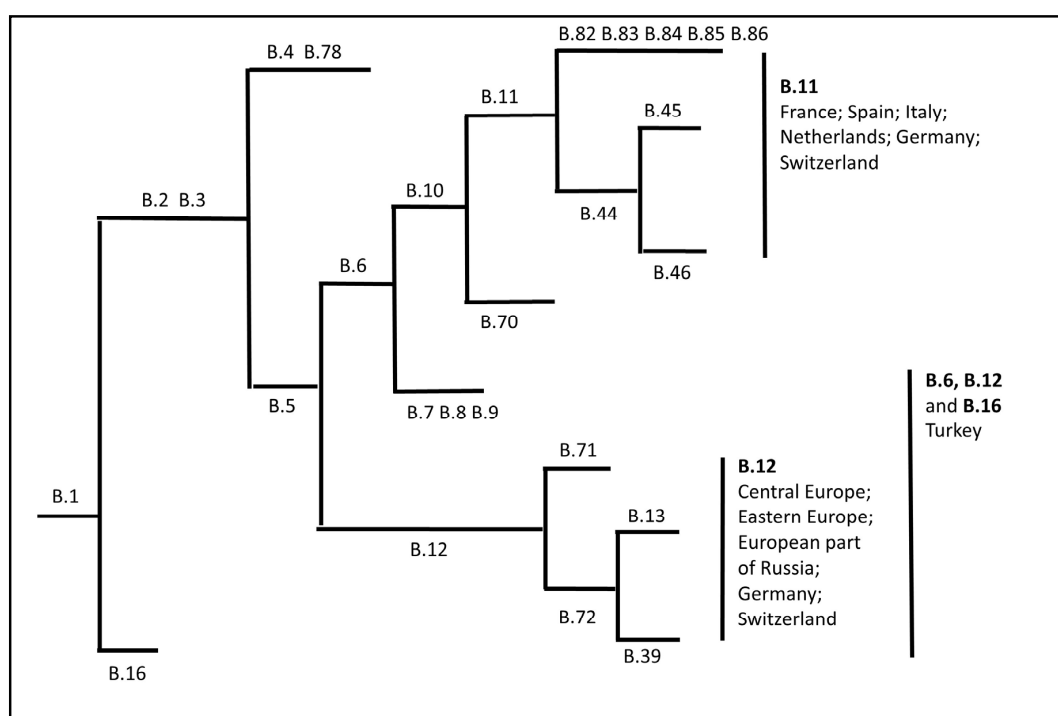 B.82 B.83 B.84 B.85 B.86
B.4 B.78
B.11
B.45
B.11
France; Spain; Italy;
Netherlands; Germany;
Switzerland
B.2 B.3
B.10
B.44
B.6
B.46
B.70
B.5
B.7 B.8 B.9
B.6, B.12
and B.16
Turkey
B.71
B.12
Central Europe;
Eastern Europe;
European part
of Russia;
Germany;
Switzerland
B.1
B.13
B.12
B.72
B.39
B.16